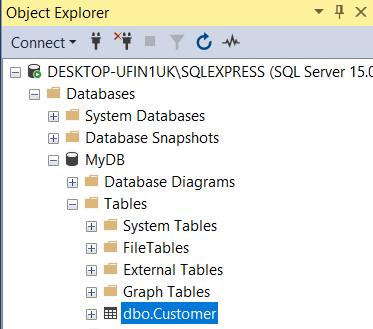 Object Explorer
Connect
DESKTOP-UFIN1UK\SQLEXPRESS (SQL Server 15.0
Databases
System Databases
Database Snapshots
MyDB
Database Diagrams
Tables
System Tables
FileTables
External Tables
Graph Tables
dbo.Customer